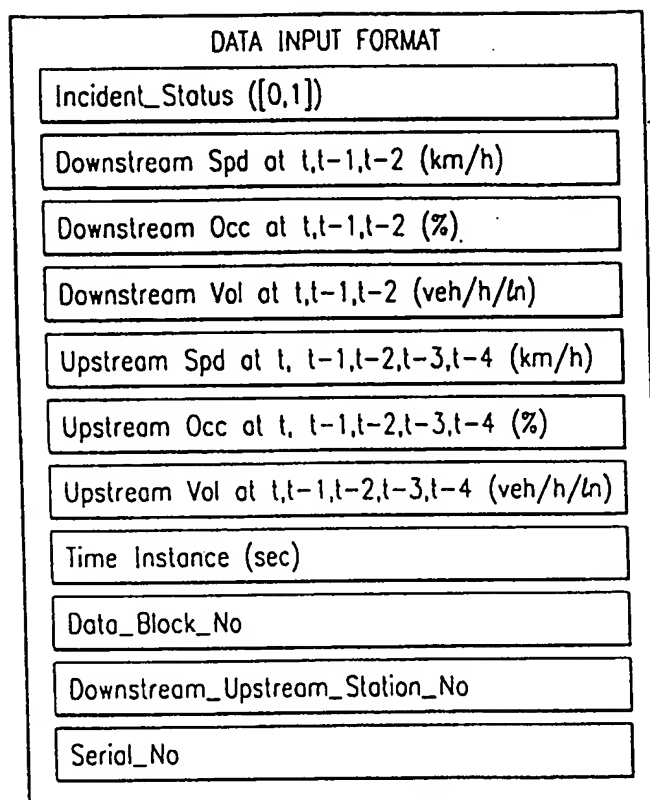 DATA INPUT FORMAT
Incident_Status ([0,1])
Downstream Spd at t,t-1,t-2 (km/h)
Downstream Occ at t,t-1,t-2 (%)
Downstream Vol at t,t-1,t-2 (veh/h/ln)
Upstream Spd at t, t-1,t-2,t-3,t-4 (km/h)
Upstream Occ at t, t-1,t-2,t-3,t-4 (%)
Upstream Vol at t,t-1,t-2,t-3,t-4 (veh/h/ln)
Time Instance (sec)
Data_Block_No
Downstream_Upstream_Station_No
Serial_No